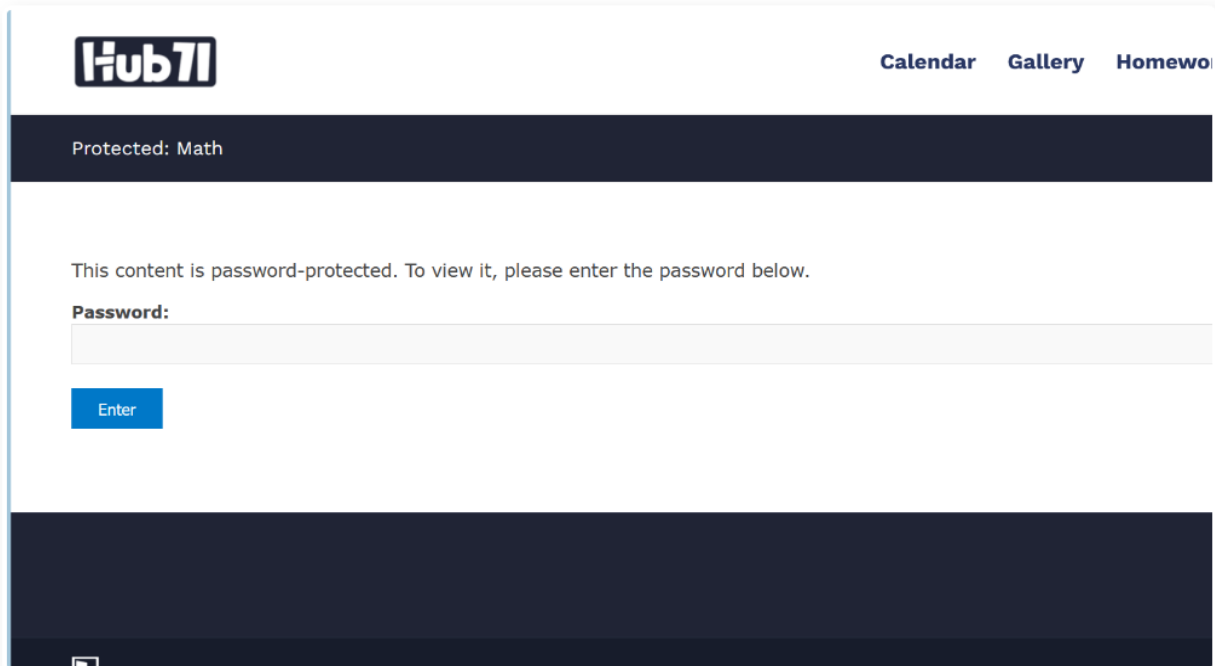 Hub71
Calendar Gallery
Protected: Math
This content is password-protected. To view it, please enter the password below.
Password:
Enter